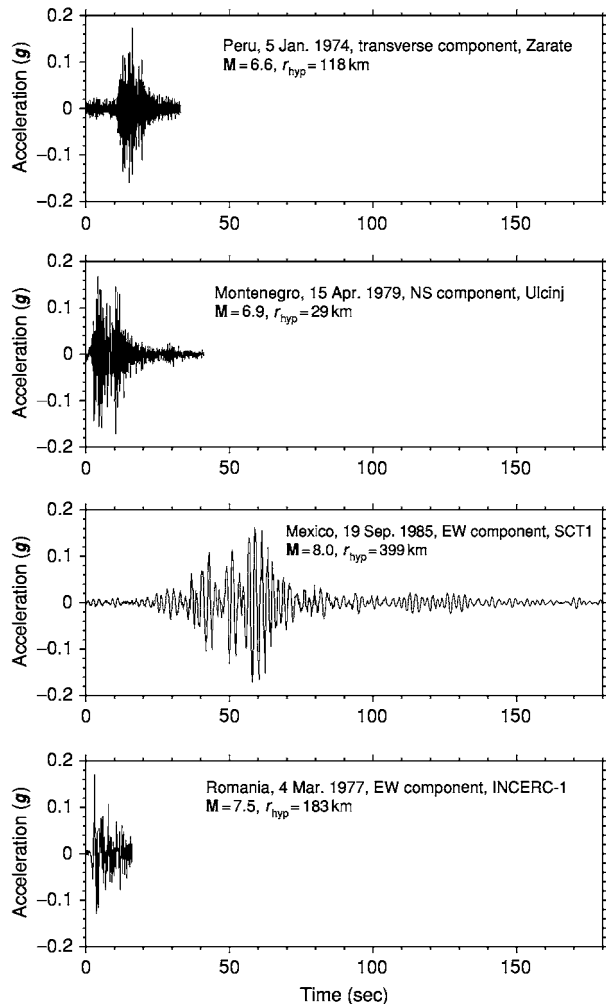 0.2
Peru, 5 Jan. 1974, transverse component, Zarate
M=6.6, rhyp=118 km
0.1
Acceleration (g)
0
−0.1
−0.2
0 50 100 150
0.2
Montenegro, 15 Apr. 1979, NS component, Ulcinj
M=6.9, rhyp=29 km
0.1
Acceleration (g)
0
−0.1
−0.2
0 50 100 150
0.2
Mexico, 19 Sep. 1985, EW component, SCT1
M=8.0, rhyp=399 km
0.1
Acceleration (g)
0
−0.1
−0.2
0 50 100 150
0.2
Romania, 4 Mar. 1977, EW component, INCERC-1
M=7.5, rhyp=183 km
0.1
Acceleration (g)
0
−0.1
−0.2
0 50 100 150
Time (sec)